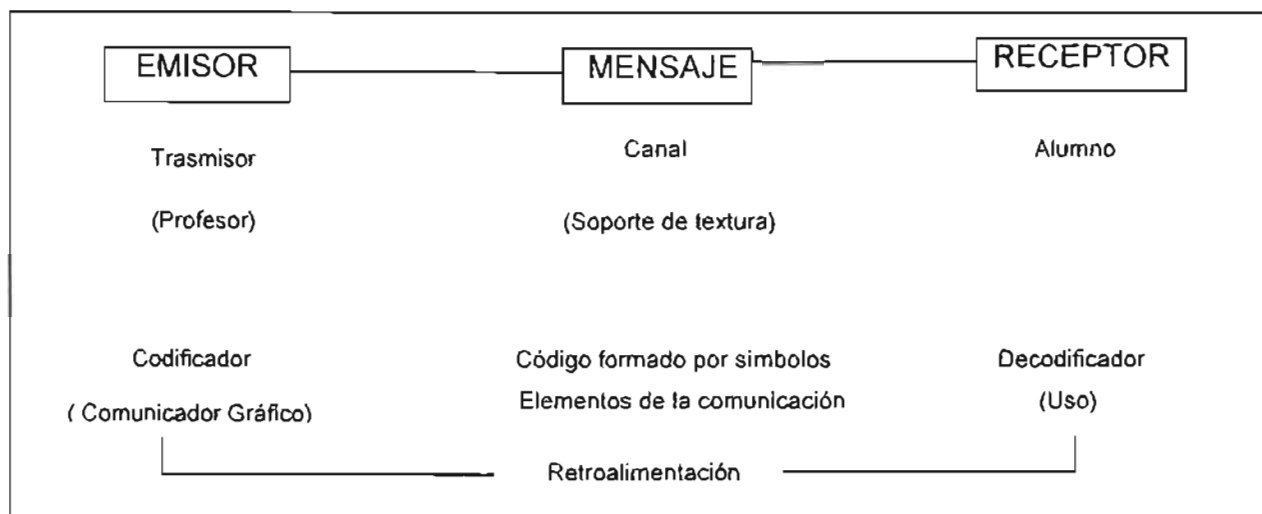 EMISOR
MENSAJE
RECEPTOR
Trasmisor
Canal
Alumno
(Profesor)
(Soporte de textura)
Codificador
Código formado por simbolos
Decodificador
( Comunicador Gráfico)
Elementos de la comunicación
(Uso)
Retroalimentación